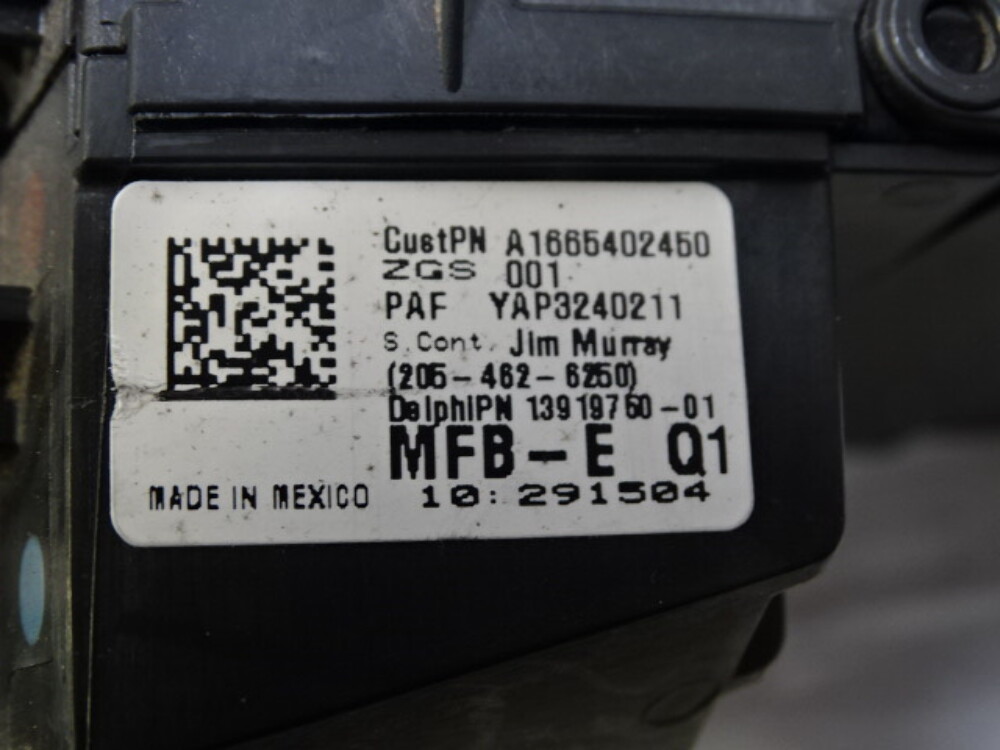 CustPN A1665402450
ZGS 001
PAF YAP3240211
S.Cont. Jim Murray
(205-462-6250)
DelphiPN 13919750-01
MFB-E Q1
MADE IN MEXICO 10:291504